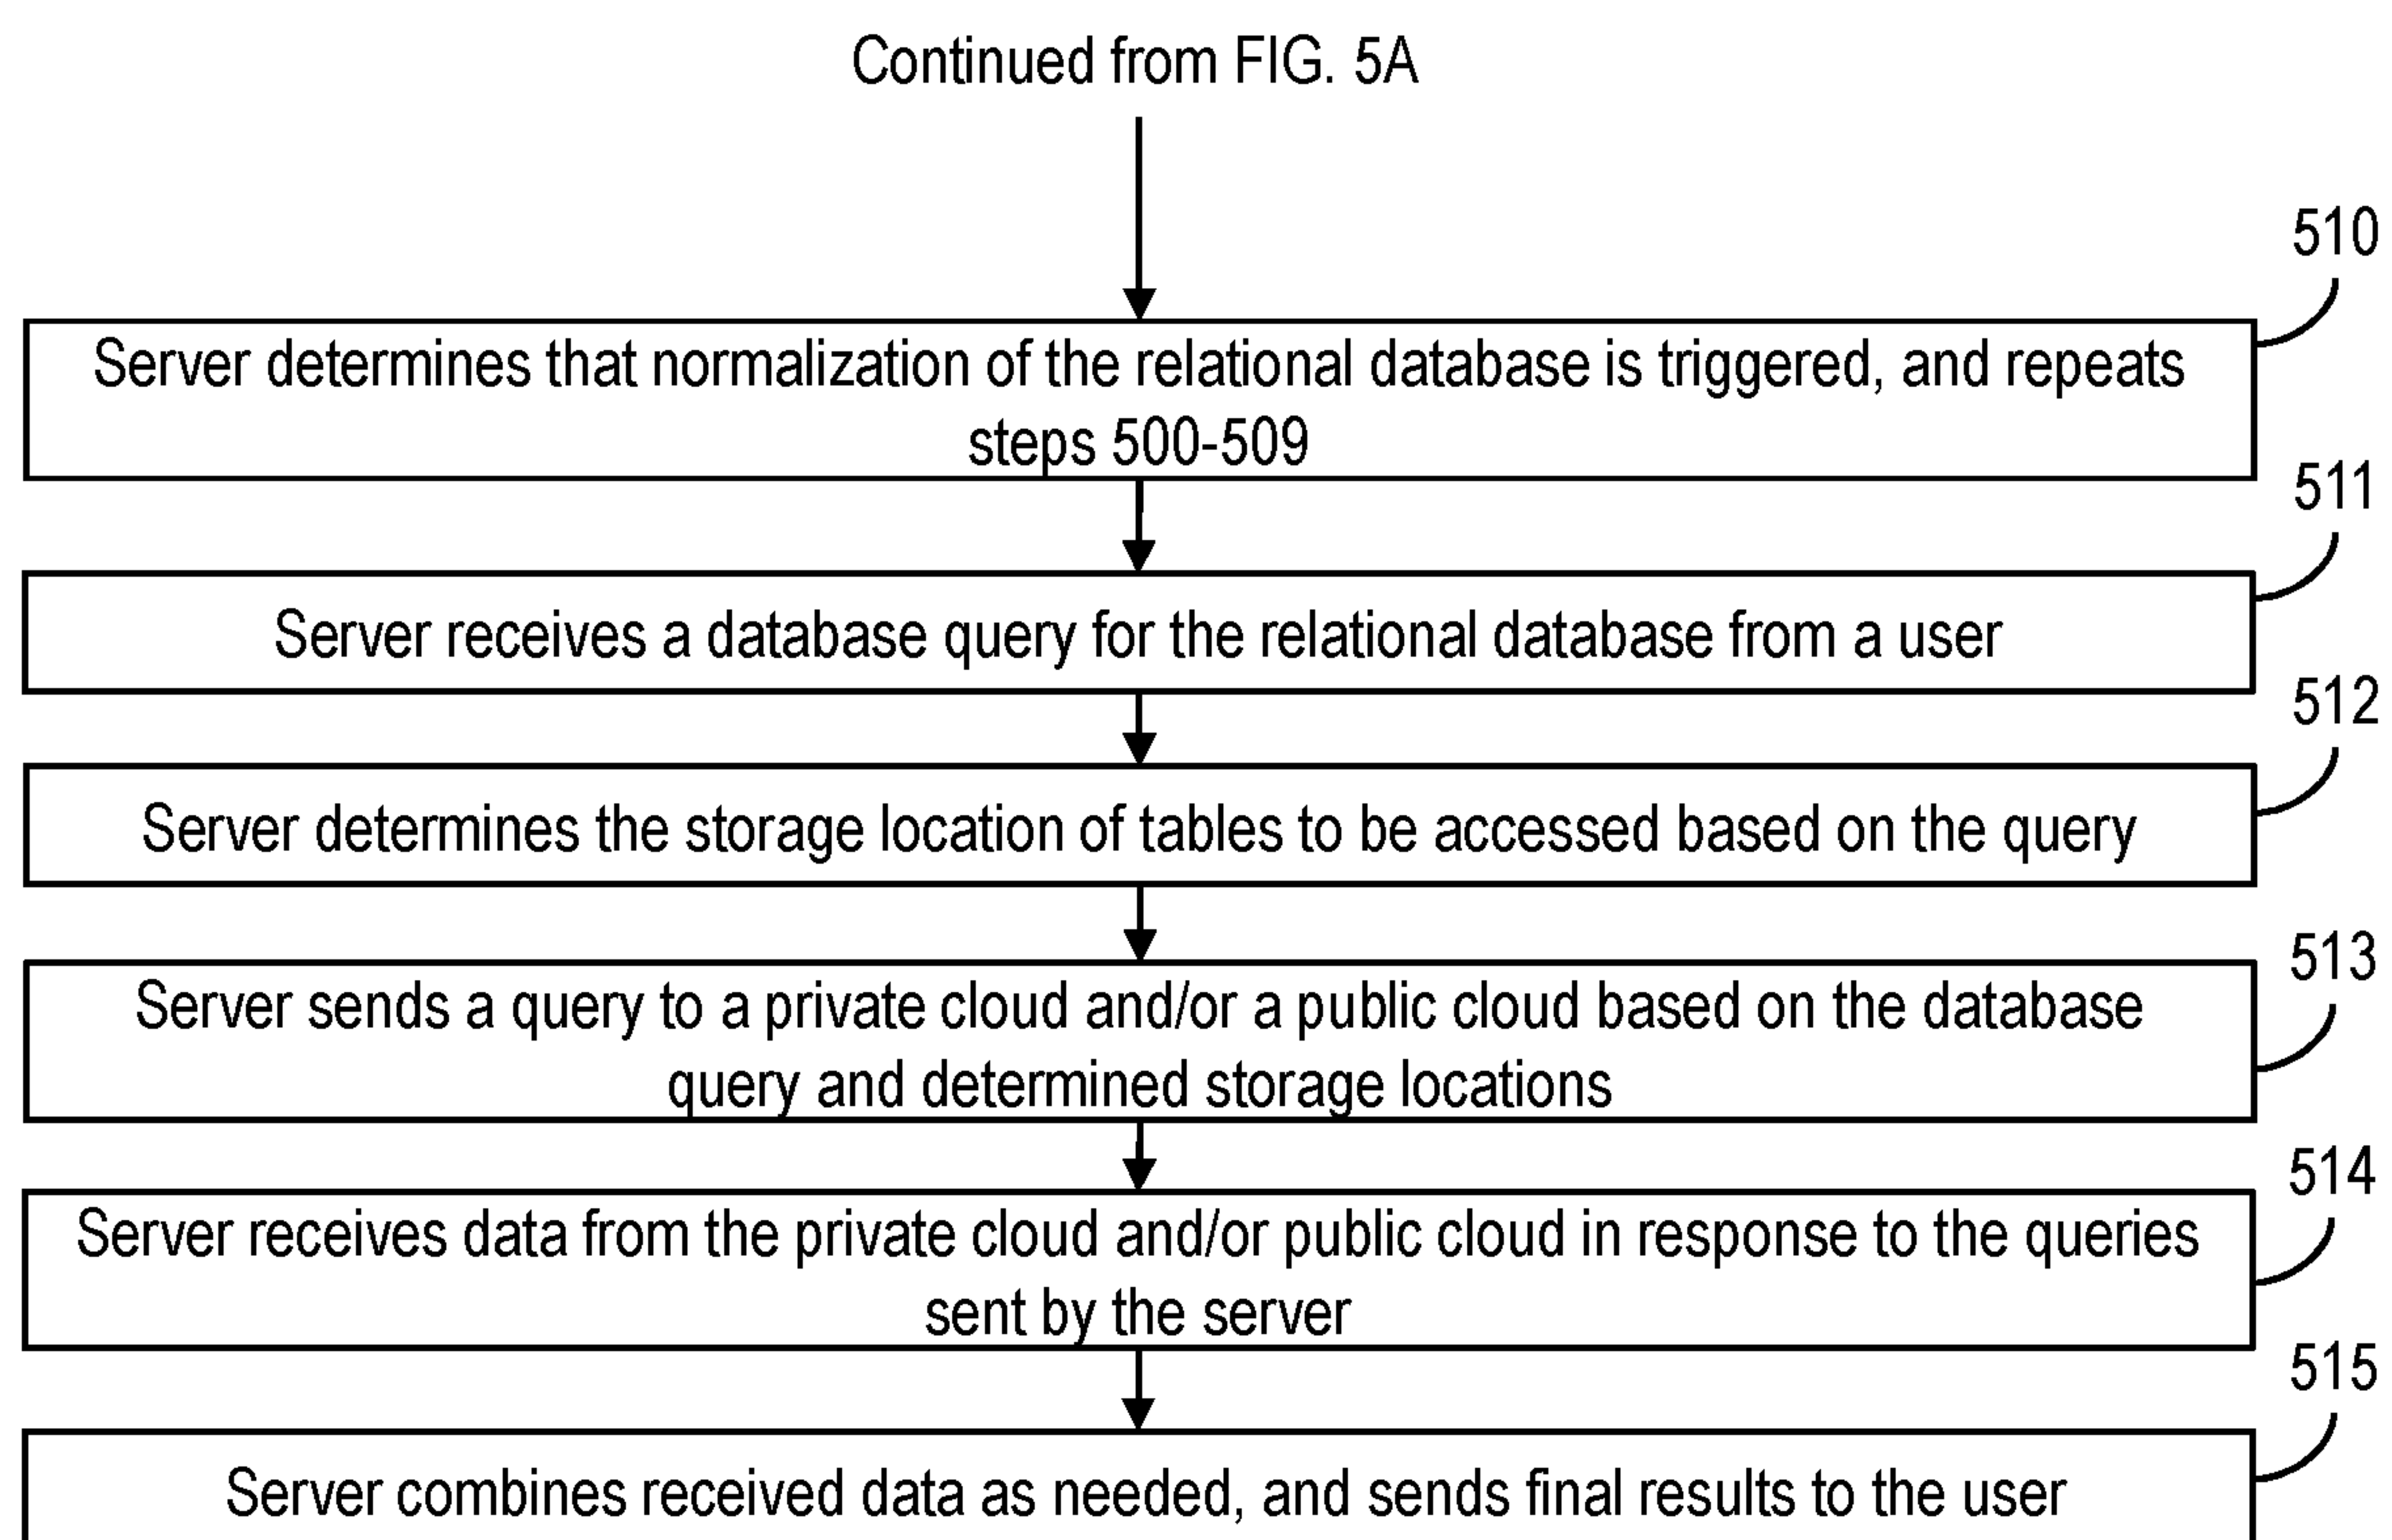 Continued from FIG. 5A
510
Server determines that normalization of the relational database is triggered, and repeats
steps 500-509
511
Server receives a database query for the relational database from a user
512
Server determines the storage location of tables to be accessed based on the query
513
Server sends a query to a private cloud and/or a public cloud based on the database
query and determined storage locations
514
Server receives data from the private cloud and/or public cloud in response to the queries
sent by the server
515
Server combines received data as needed, and sends final results to the user